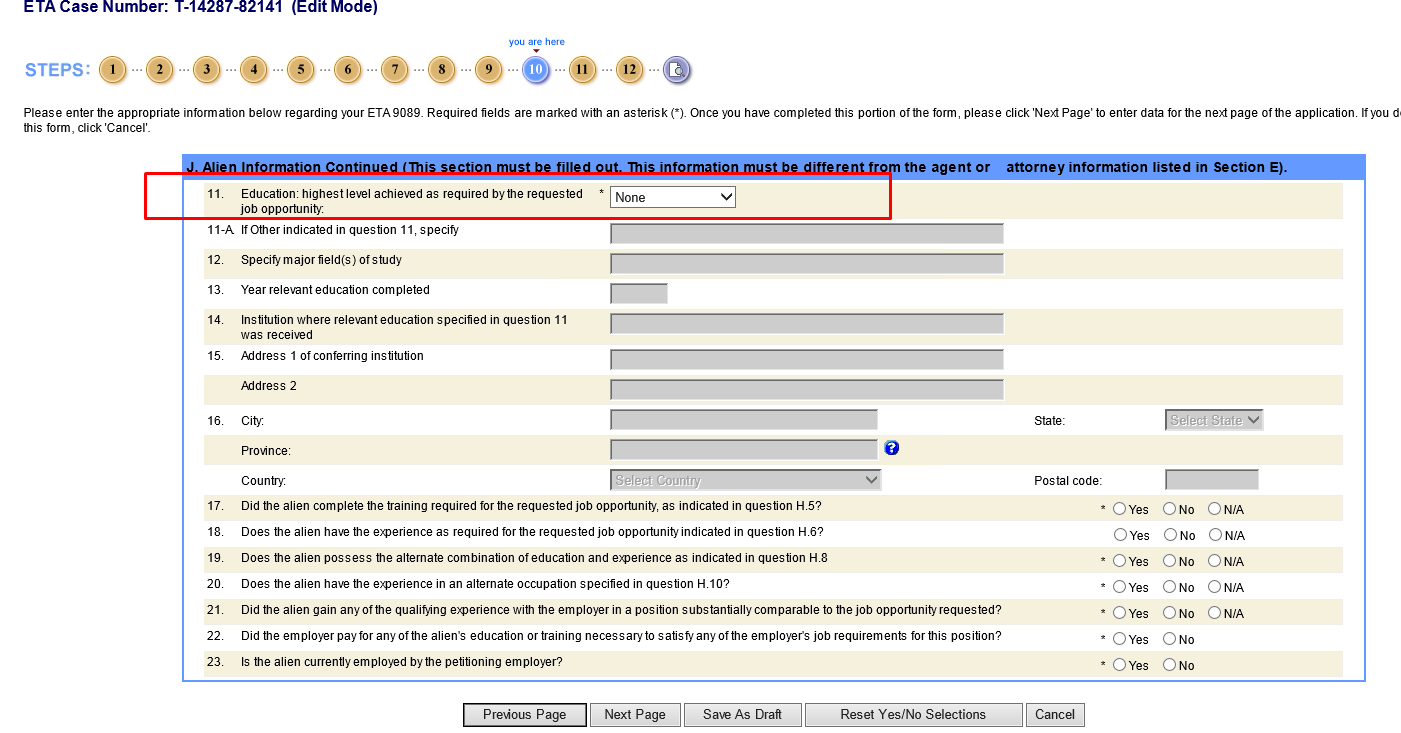 ETA Case Number: T-14287-82141 (Edit Mode)
you are here
STEPS: 1 ... 2 ... 3 ... 4 ... 5 ... 6 ... 7 ... 8 ... 9 ... 10 ... 11 ... 12 ...
Please enter the appropriate information below regarding your ETA 9089. Required fields are marked with an asterisk (*). Once you have completed this portion of the form, please click 'Next Page' to enter data for the next page of the application. If you d
this form, click 'Cancel'.
J. Alien Information Continued (This section must be filled out. This information must be different from the agent or attorney information listed in Section E).
11. Education: highest level achieved as required by the requested * None
job opportunity:
11-A. If Other indicated in question 11, specify
12. Specify major field(s) of study
13. Year relevant education completed
14. Institution where relevant education specified in question 11
was received
15. Address 1 of conferring institution
Address 2
16. City: State: Select State
Province: ?
Country: Select Country Postal code:
17. Did the alien complete the training required for the requested job opportunity, as indicated in question H.5? * Yes No N/A
18. Does the alien have the experience as required for the requested job opportunity indicated in question H.6? Yes No N/A
19. Does the alien possess the alternate combination of education and experience as indicated in question H.8 * Yes No N/A
20. Does the alien have the experience in an alternate occupation specified in question H.10? * Yes No N/A
21. Did the alien gain any of the qualifying experience with the employer in a position substantially comparable to the job opportunity requested? * Yes No N/A
22. Did the employer pay for any of the alien's education or training necessary to satisfy any of the employer's job requirements for this position? * Yes No
23. Is the alien currently employed by the petitioning employer? * Yes No
Previous Page Next Page Save As Draft Reset Yes/No Selections Cancel